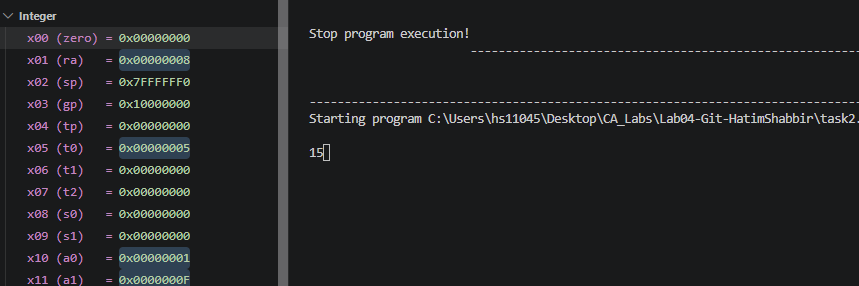 Integer
x00 (zero) = 0x00000000
x01 (ra) = 0x00000008
x02 (sp) = 0x7FFFFFF0
x03 (gp) = 0x10000000
x04 (tp) = 0x00000000
x05 (t0) = 0x00000005
x06 (t1) = 0x00000000
x07 (t2) = 0x00000000
x08 (s0) = 0x00000000
x09 (s1) = 0x00000000
x10 (a0) = 0x00000001
x11 (a1) = 0x0000000F
Stop program execution!
Starting program C:\Users\hs11045\Desktop\CA_Labs\Lab04-Git-HatimShabbir\task2.
15